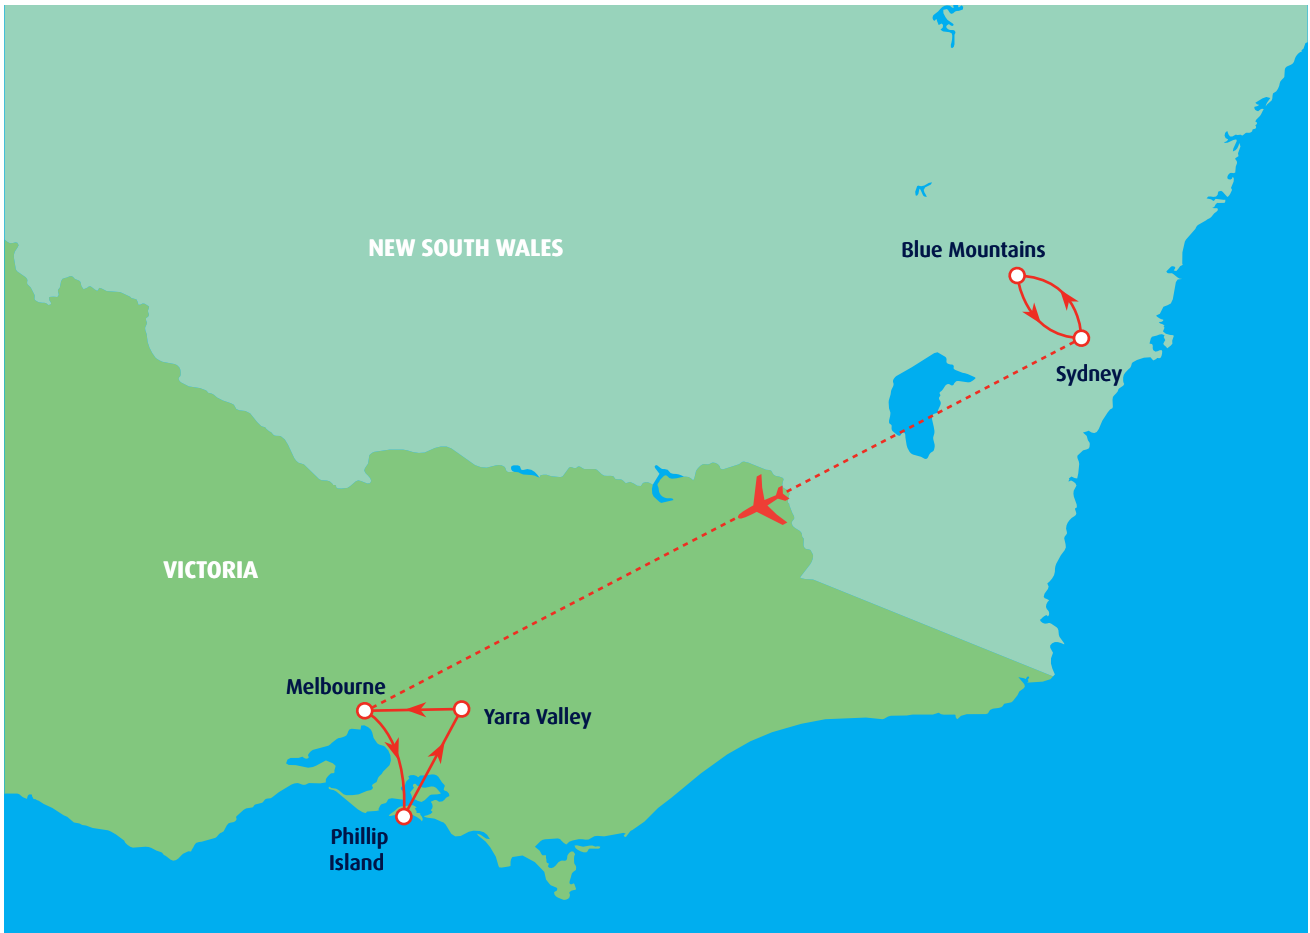 NEW SOUTH WALES
Blue Mountains
Sydney
VICTORIA
Melbourne
Yarra Valley
Phillip
Island